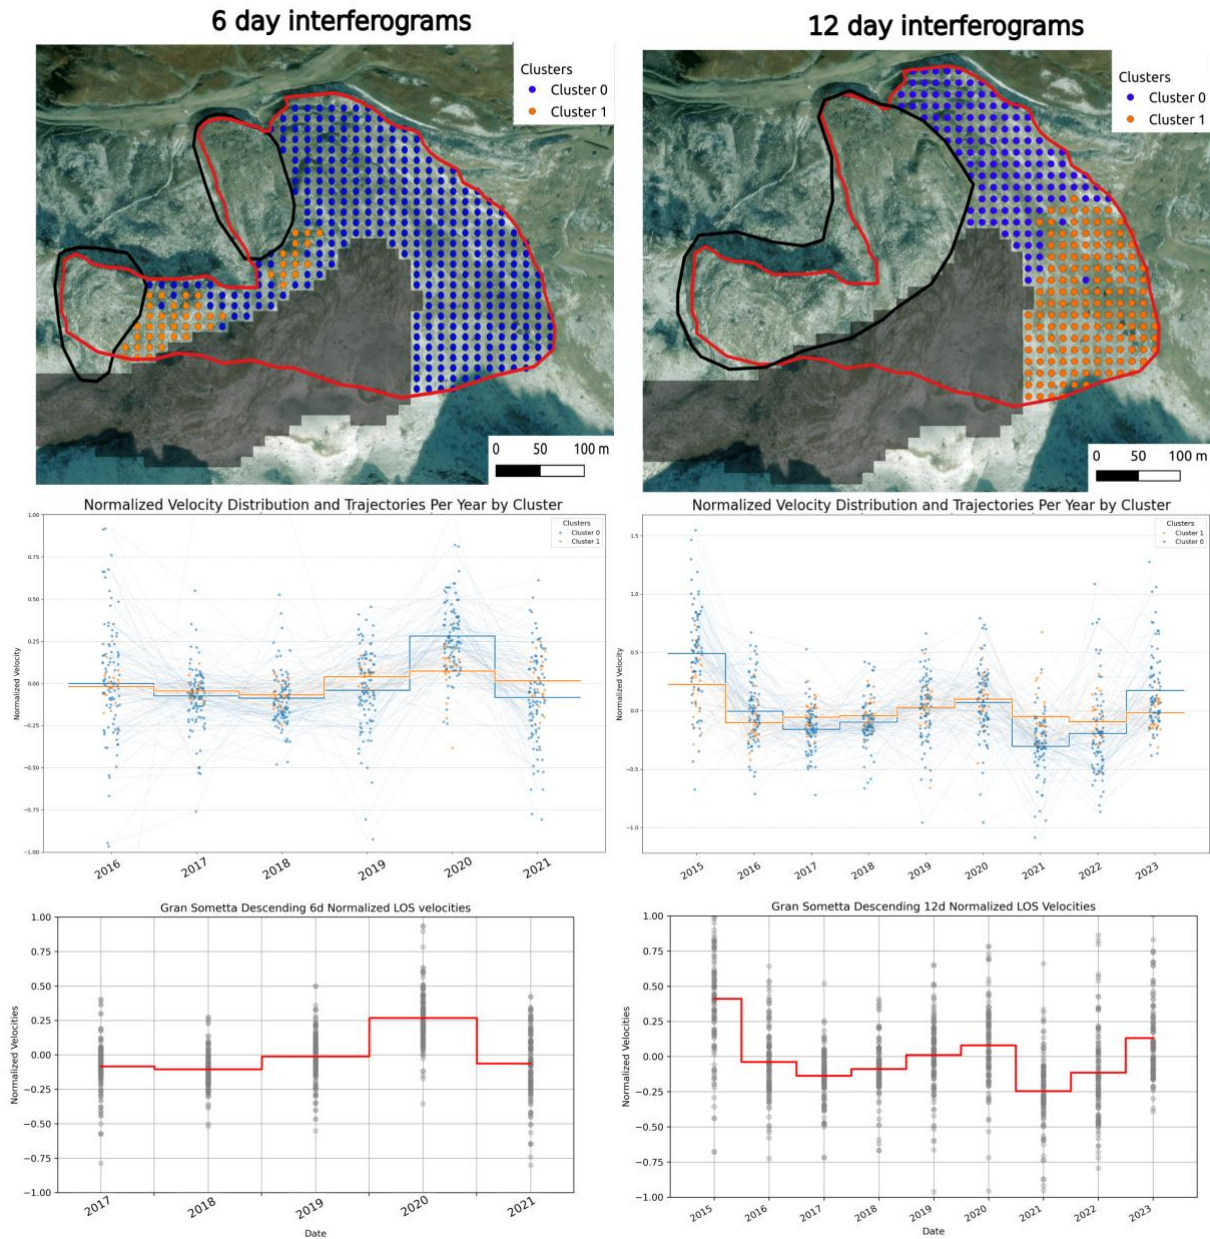 6 day interferograms
12 day interferograms
Clusters
Cluster 0
Cluster 1
0 50 100 m
Clusters
Cluster 0
Cluster 1
0 50 100 m
Normalized Velocity Distribution and Trajectories Per Year by Cluster
Clusters
Cluster 0
Cluster 1
Normalized Velocity
1.00
0.75
0.50
0.25
0.00
−0.25
−0.50
−0.75
−1.00
2016 2017 2018 2019 2020 2021
Normalized Velocity Distribution and Trajectories Per Year by Cluster
Clusters
Cluster 1
Cluster 0
Normalized Velocity
1.5
1.0
0.5
0.0
−0.5
−1.0
2015 2016 2017 2018 2019 2020 2021 2022 2023
Gran Sometta Descending 6d Normalized LOS velocities
Normalized Velocities
1.00
0.75
0.50
0.25
0.00
−0.25
−0.50
−0.75
−1.00
2017 2018 2019 2020 2021
Date
Gran Sometta Descending 12d Normalized LOS Velocities
Normalized Velocities
1.00
0.75
0.50
0.25
0.00
−0.25
−0.50
−0.75
−1.00
2015 2016 2017 2018 2019 2020 2021 2022 2023
Date